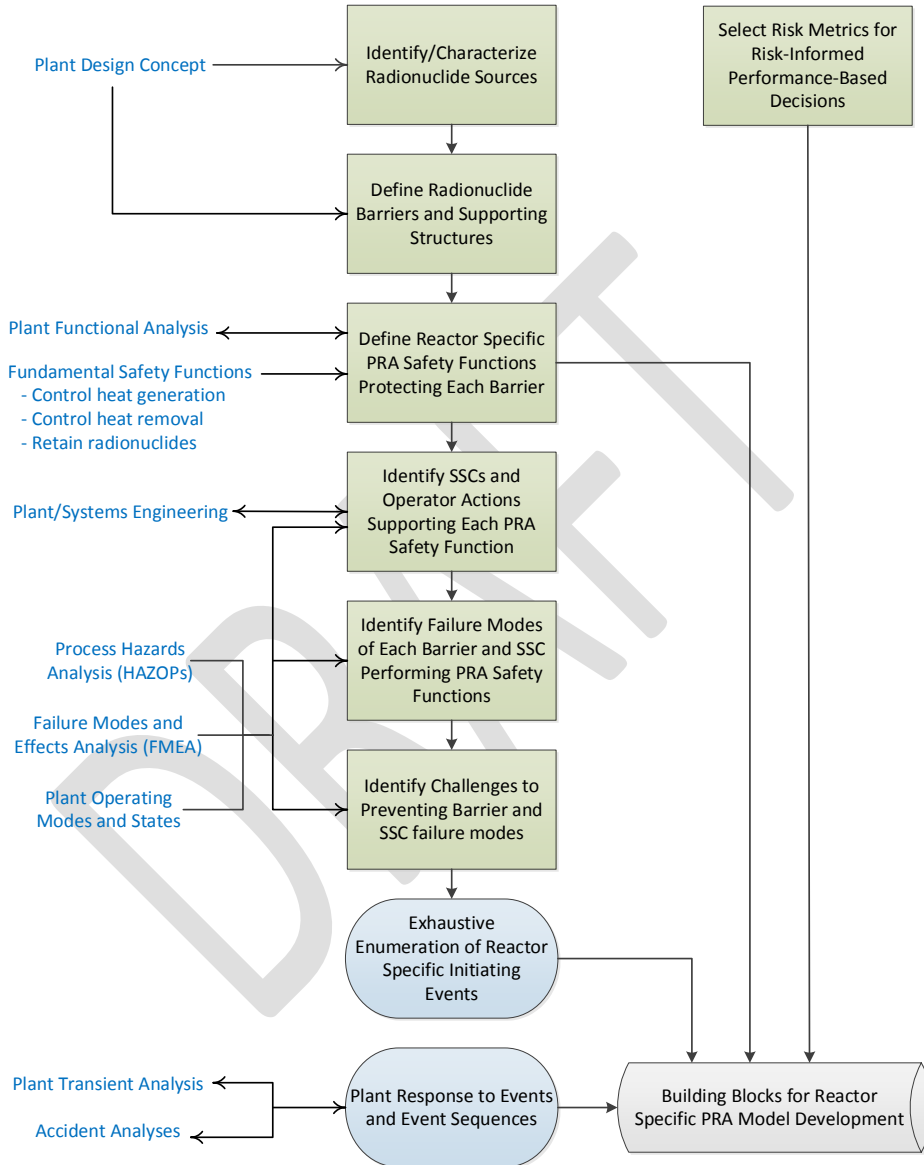 Plant Design Concept
Identify/Characterize
Radionuclide Sources
Select Risk Metrics for
Risk-Informed
Performance-Based
Decisions
Define Radionuclide
Barriers and Supporting
Structures
Plant Functional Analysis
Fundamental Safety Functions
- Control heat generation
- Control heat removal
- Retain radionuclides
Define Reactor Specific
PRA Safety Functions
Protecting Each Barrier
Plant/Systems Engineering
Identify SSCs and
Operator Actions
Supporting Each PRA
Safety Function
Process Hazards
Analysis (HAZOPs)
Failure Modes and
Effects Analysis (FMEA)
Plant Operating
Modes and States
Identify Failure Modes
of Each Barrier and SSC
Performing PRA Safety
Functions
Identify Challenges to
Preventing Barrier and
SSC failure modes
Exhaustive
Enumeration of Reactor
Specific Initiating
Events
Plant Transient Analysis
Accident Analyses
Plant Response to Events
and Event Sequences
Building Blocks for Reactor
Specific PRA Model Development
DRAFT